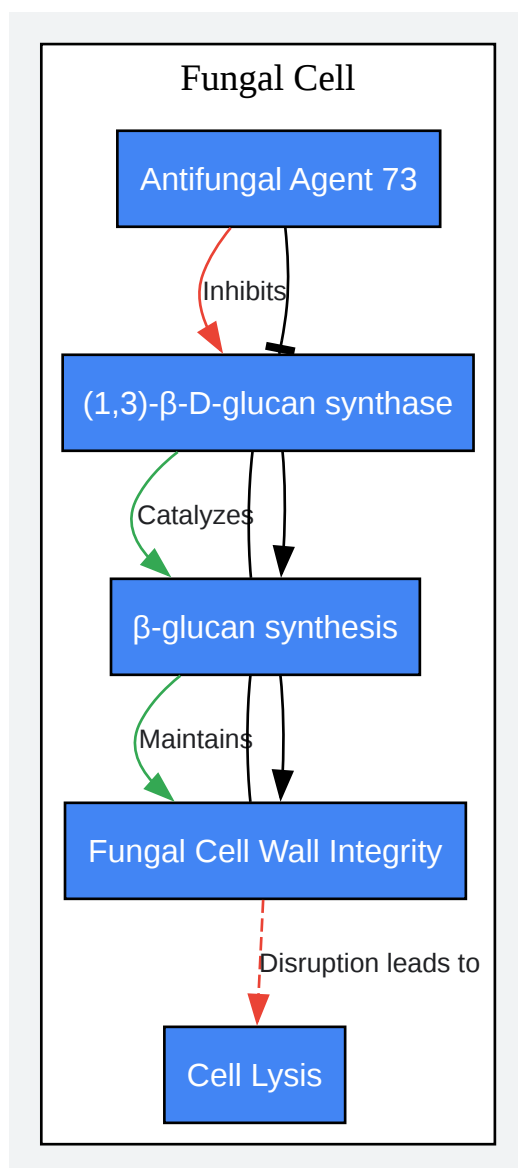 Fungal Cell
Antifungal Agent 73
Inhibits
(1,3)-β-D-glucan synthase
Catalyzes
β-glucan synthesis
Maintains
Fungal Cell Wall Integrity
Disruption leads to
Cell Lysis